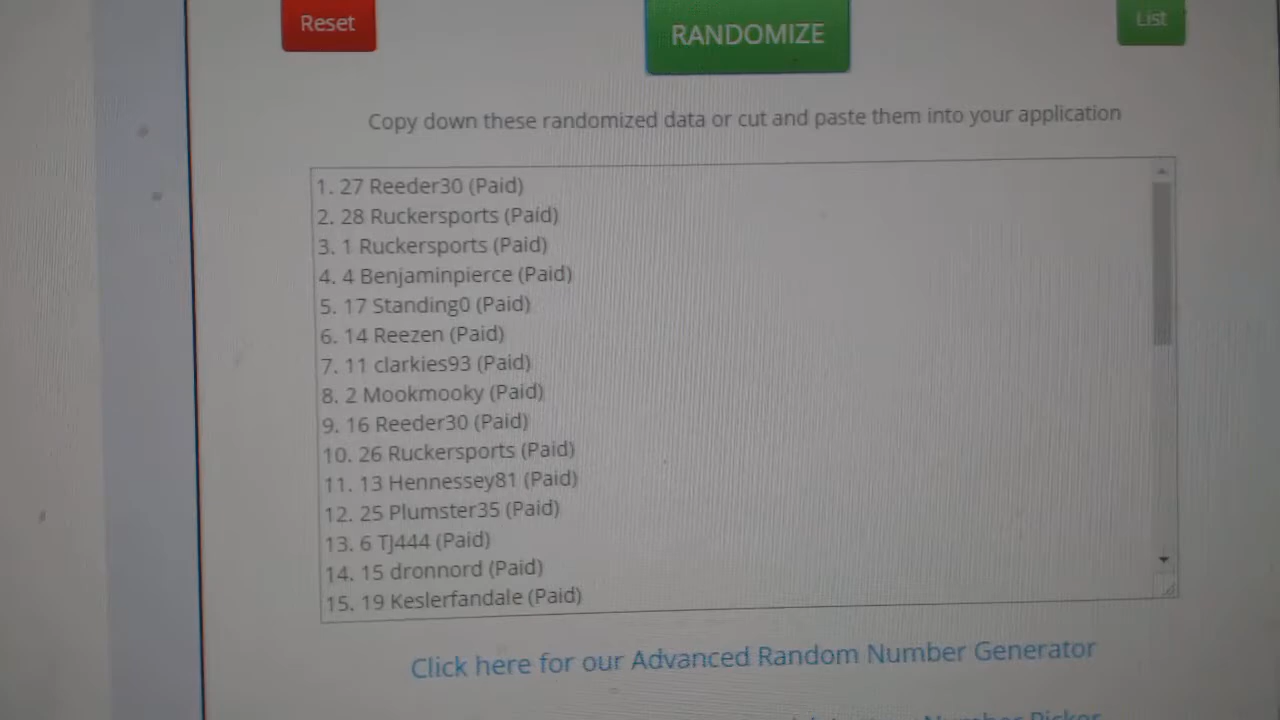 Reset
RANDOMIZE
List
Copy down these randomized data or cut and paste them into your application
1. 27 Reeder30 (Paid)
2. 28 Ruckersports (Paid)
3. 1 Ruckersports (Paid)
4. 4 Benjaminpierce (Paid)
5. 17 Standing0 (Paid)
6. 14 Reezen (Paid)
7. 11 clarkies93 (Paid)
8. 2 Mookmooky (Paid)
9. 16 Reeder30 (Paid)
10. 26 Ruckersports (Paid)
11. 13 Hennessey81 (Paid)
12. 25 Plumster35 (Paid)
13. 6 TJ444 (Paid)
14. 15 dronnord (Paid)
15. 19 Keslerfandale (Paid)
Click here for our Advanced Random Number Generator
Number Picker